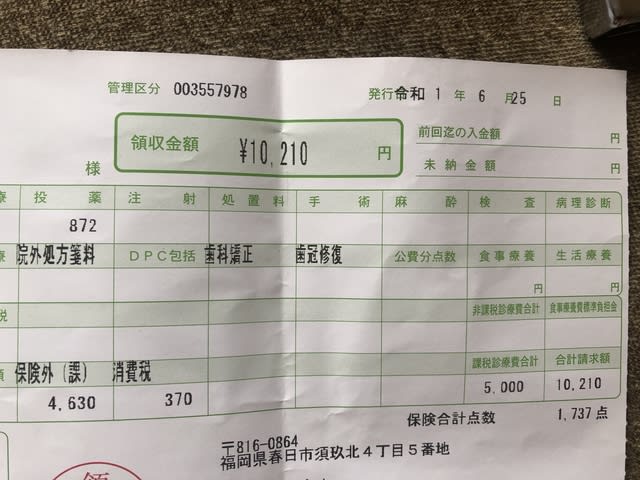 管理区分 003557978 発行 令和 1 年 6 月 25 日
領収金額 ¥10,210 円
前回迄の入金額 円
未納金額 円
様
療 投薬 注射 処置料 手術 麻酔 検査 病理診断
872
療 院外処方箋料 DPC包括 歯科矯正 歯冠修復 公費分点数 食事療養 生活療養
円 円
税 非課税診療費合計 食事療養費標準負担金
額 保険外(課) 消費税 課税診療費合計 合計請求額
4,630 370 5,000 10,210
保険合計点数 1,737 点
〒816-0864
福岡県春日市須玖北4丁目5番地
領